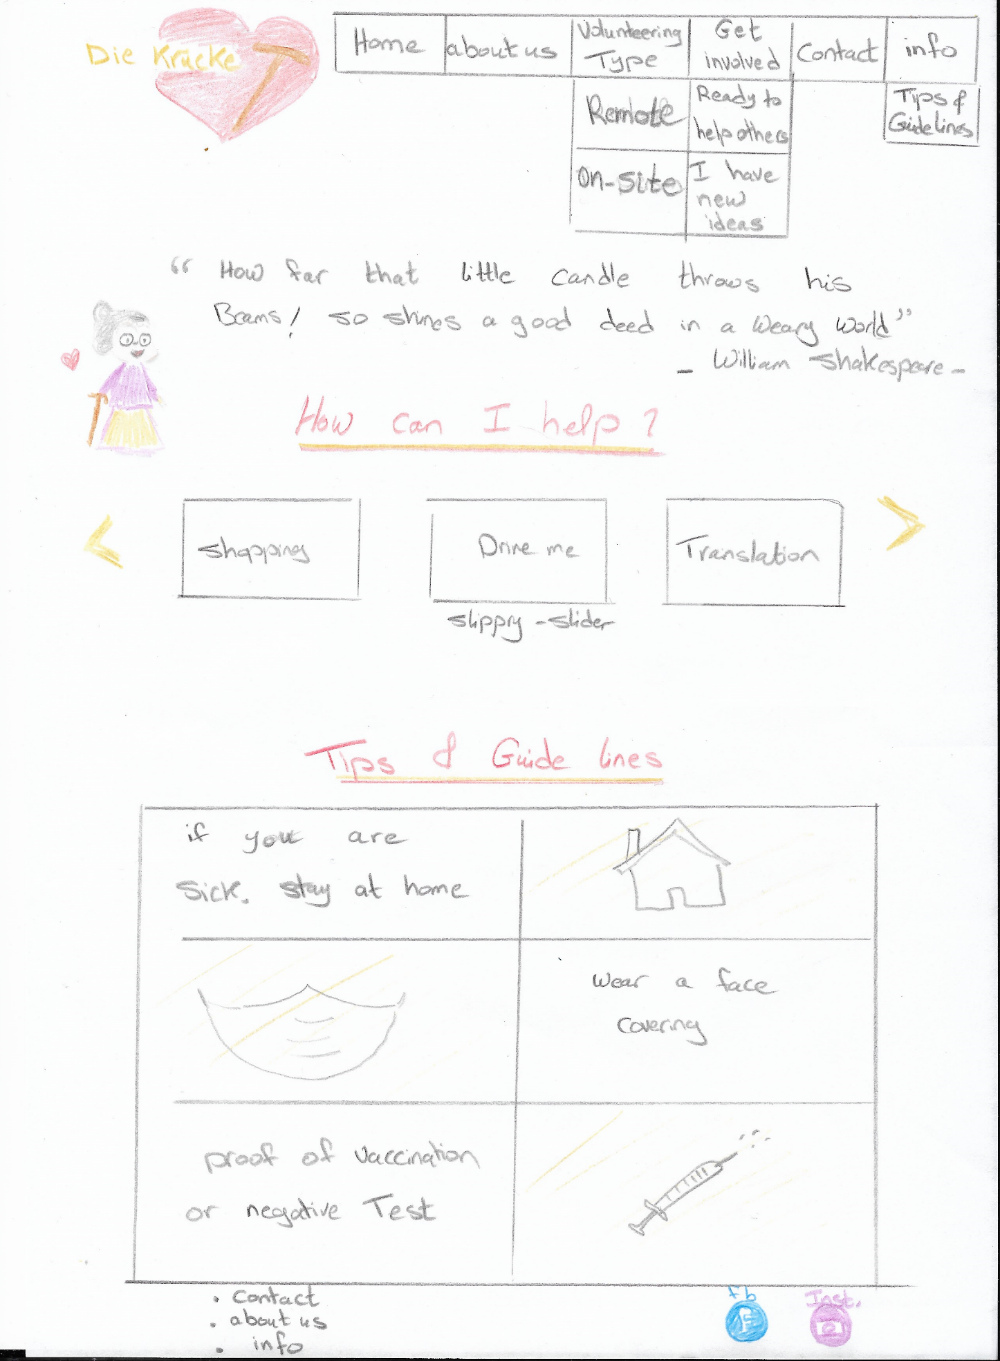 Die Krücke
Home
about us
Volunteering
Type
Get
involved
Contact
info
Remote
Ready to
help others
Tips &
Guidelines
On-site
I have
new
ideas
“ How far that little candle throws his
Beams! so shines a good deed in a weary world”
_ William Shakespeare -
How can I help?
<
shopping
Drive me
Translation
>
slippry - slider
Tips & Guide lines
if you are
Sick. stay at home
wear a face
covering
proof of vaccination
or negative Test
• Contact
• about us
• info
fb
F
Inst.